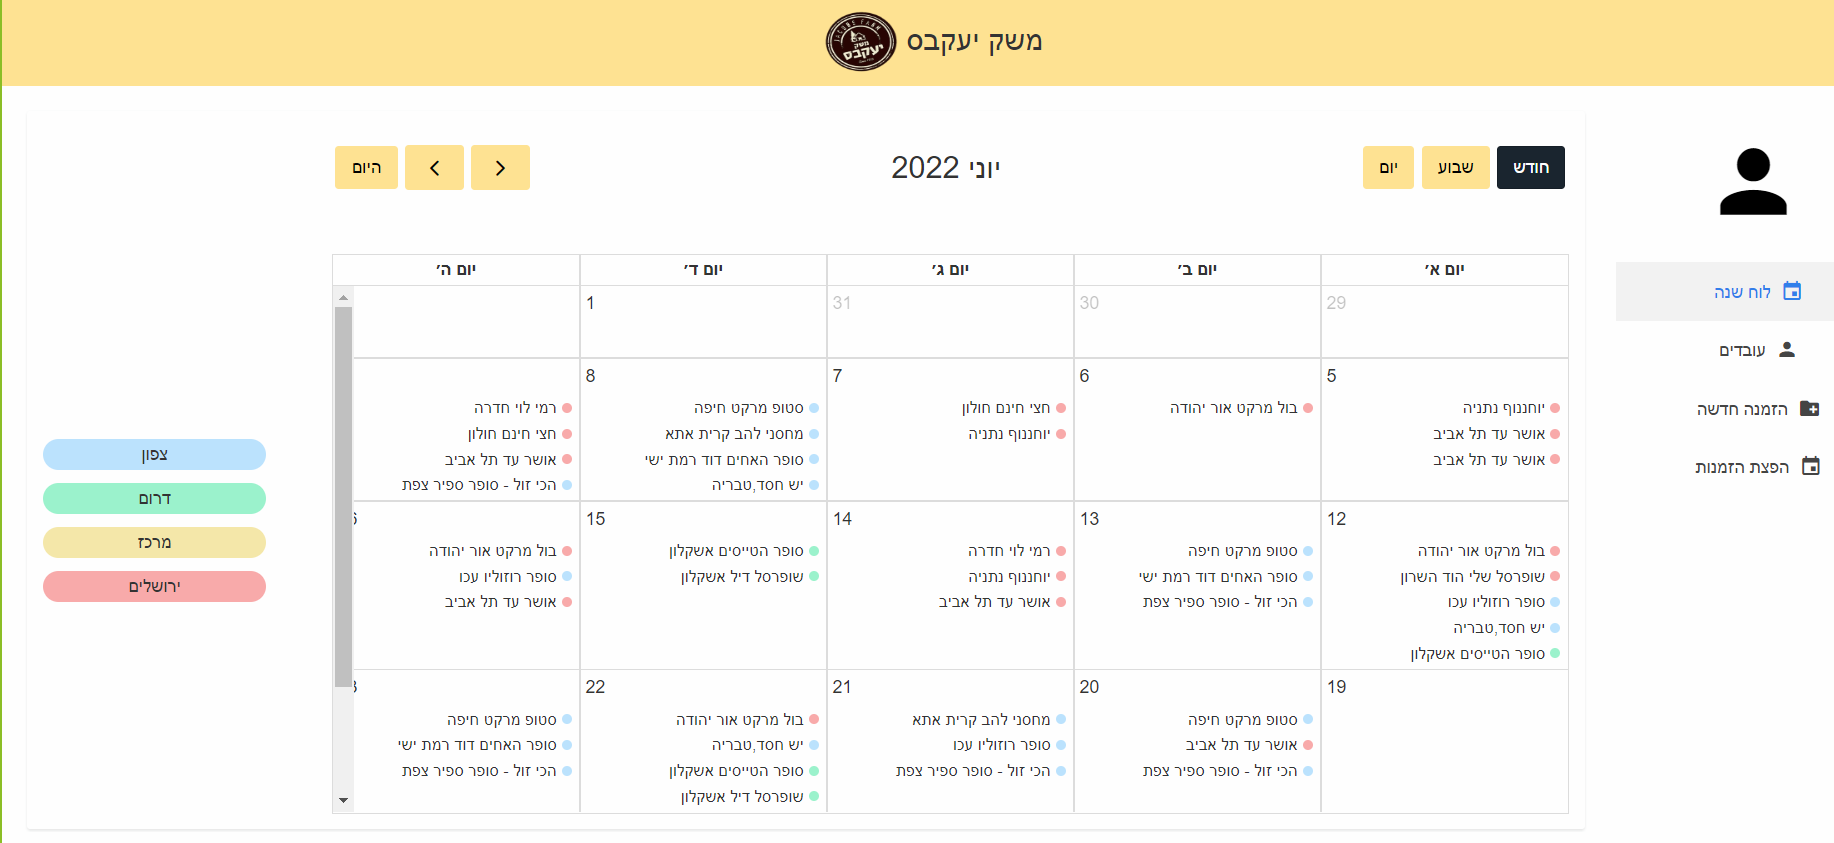 משק יעקבס
משק
יעקבס
חודש
שבוע
יום
יוני 2022
היום
לוח שנה
עובדים
הזמנה חדשה
הפצת הזמנות
צפון
דרום
מרכז
ירושלים
יום א׳
יום ב׳
יום ג׳
יום ד׳
יום ה׳
29
30
31
1
5
יוחננוף נתניה
אושר עד תל אביב
אושר עד תל אביב
6
בול מרקט אור יהודה
7
חצי חינם חולון
יוחננוף נתניה
8
סטופ מרקט חיפה
מחסני להב קרית אתא
סופר האחים דוד רמת ישי
יש חסד,טבריה
רמי לוי חדרה
חצי חינם חולון
אושר עד תל אביב
הכי זול - סופר ספיר צפת
12
בול מרקט אור יהודה
שופרסל שלי הוד השרון
סופר רוזוליו עכו
יש חסד,טבריה
סופר הטייסים אשקלון
13
סטופ מרקט חיפה
סופר האחים דוד רמת ישי
הכי זול - סופר ספיר צפת
14
רמי לוי חדרה
יוחננוף נתניה
אושר עד תל אביב
15
סופר הטייסים אשקלון
שופרסל דיל אשקלון
בול מרקט אור יהודה
סופר רוזוליו עכו
אושר עד תל אביב
19
20
סטופ מרקט חיפה
אושר עד תל אביב
הכי זול - סופר ספיר צפת
21
מחסני להב קרית אתא
סופר רוזוליו עכו
הכי זול - סופר ספיר צפת
22
בול מרקט אור יהודה
יש חסד,טבריה
סופר הטייסים אשקלון
שופרסל דיל אשקלון
סטופ מרקט חיפה
סופר האחים דוד רמת ישי
הכי זול - סופר ספיר צפת